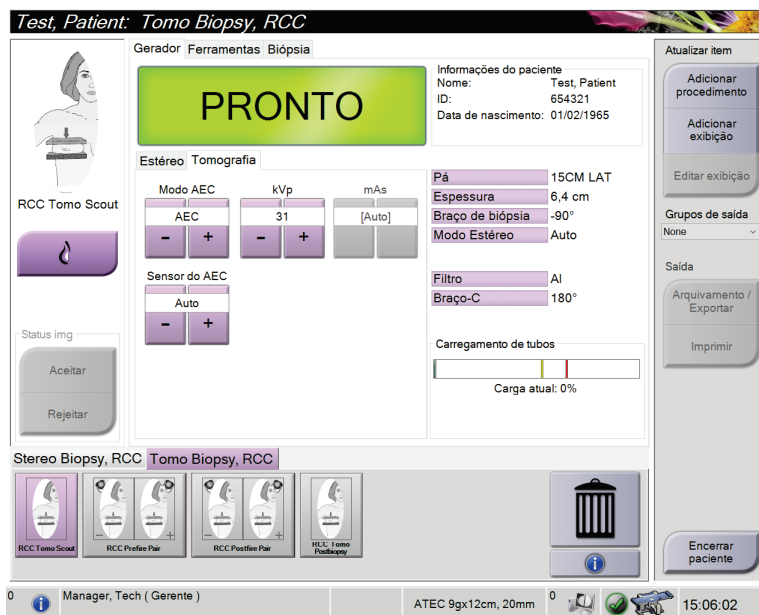 Test, Patient: Tomo Biopsy, RCC
Gerador Ferramentas Biópsia
PRONTO
Informações do paciente
Nome: Test, Patient
ID: 654321
Data de nascimento: 01/02/1965
Estéreo Tomografia
Modo AEC kVp mAs
AEC 31 [Auto]
- + - +
Sensor do AEC
Auto
- +
Pá 15CM LAT
Espessura 6,4 cm
Braço de biópsia -90°
Modo Estéreo Auto
Filtro Al
Braço-C 180°
Carregamento de tubos
Carga atual: 0%
RCC Tomo Scout
Status img
Aceitar
Rejeitar
Atualizar item
Adicionar
procedimento
Adicionar
exibição
Editar exibição
Grupos de saída
None
Saída
Arquivamento /
Exportar
Imprimir
Stereo Biopsy, RCC Tomo Biopsy, RCC
- + - +
RCC Tomo Scout RCC Prefire Pair RCC Postfire Pair RCC Tomo
Postbiopsy
i
Encerrar
paciente
0 i Manager, Tech ( Gerente ) ATEC 9gx12cm, 20mm 0 15:06:02